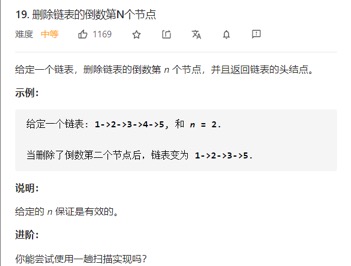 19. 删除链表的倒数第N个节点
难度 中等 1169
给定一个链表，删除链表的倒数第 n 个节点，并且返回链表的头结点。
示例：
给定一个链表: 1->2->3->4->5, 和 n = 2.
当删除了倒数第二个节点后，链表变为 1->2->3->5.
说明：
给定的 n 保证是有效的。
进阶：
你能尝试使用一趟扫描实现吗？